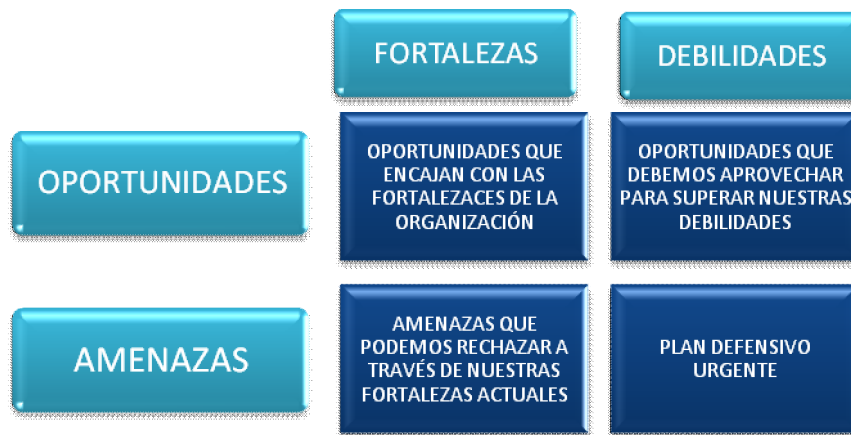 FORTALEZAS
DEBILIDADES
OPORTUNIDADES
OPORTUNIDADES QUE
ENCAJAN CON LAS
FORTALEZACES DE LA
ORGANIZACIÓN
OPORTUNIDADES QUE
DEBEMOS APROVECHAR
PARA SUPERAR NUESTRAS
DEBILIDADES
AMENAZAS
AMENAZAS QUE
PODEMOS RECHAZAR A
TRAVÉS DE NUESTRAS
FORTALEZAS ACTUALES
PLAN DEFENSIVO
URGENTE